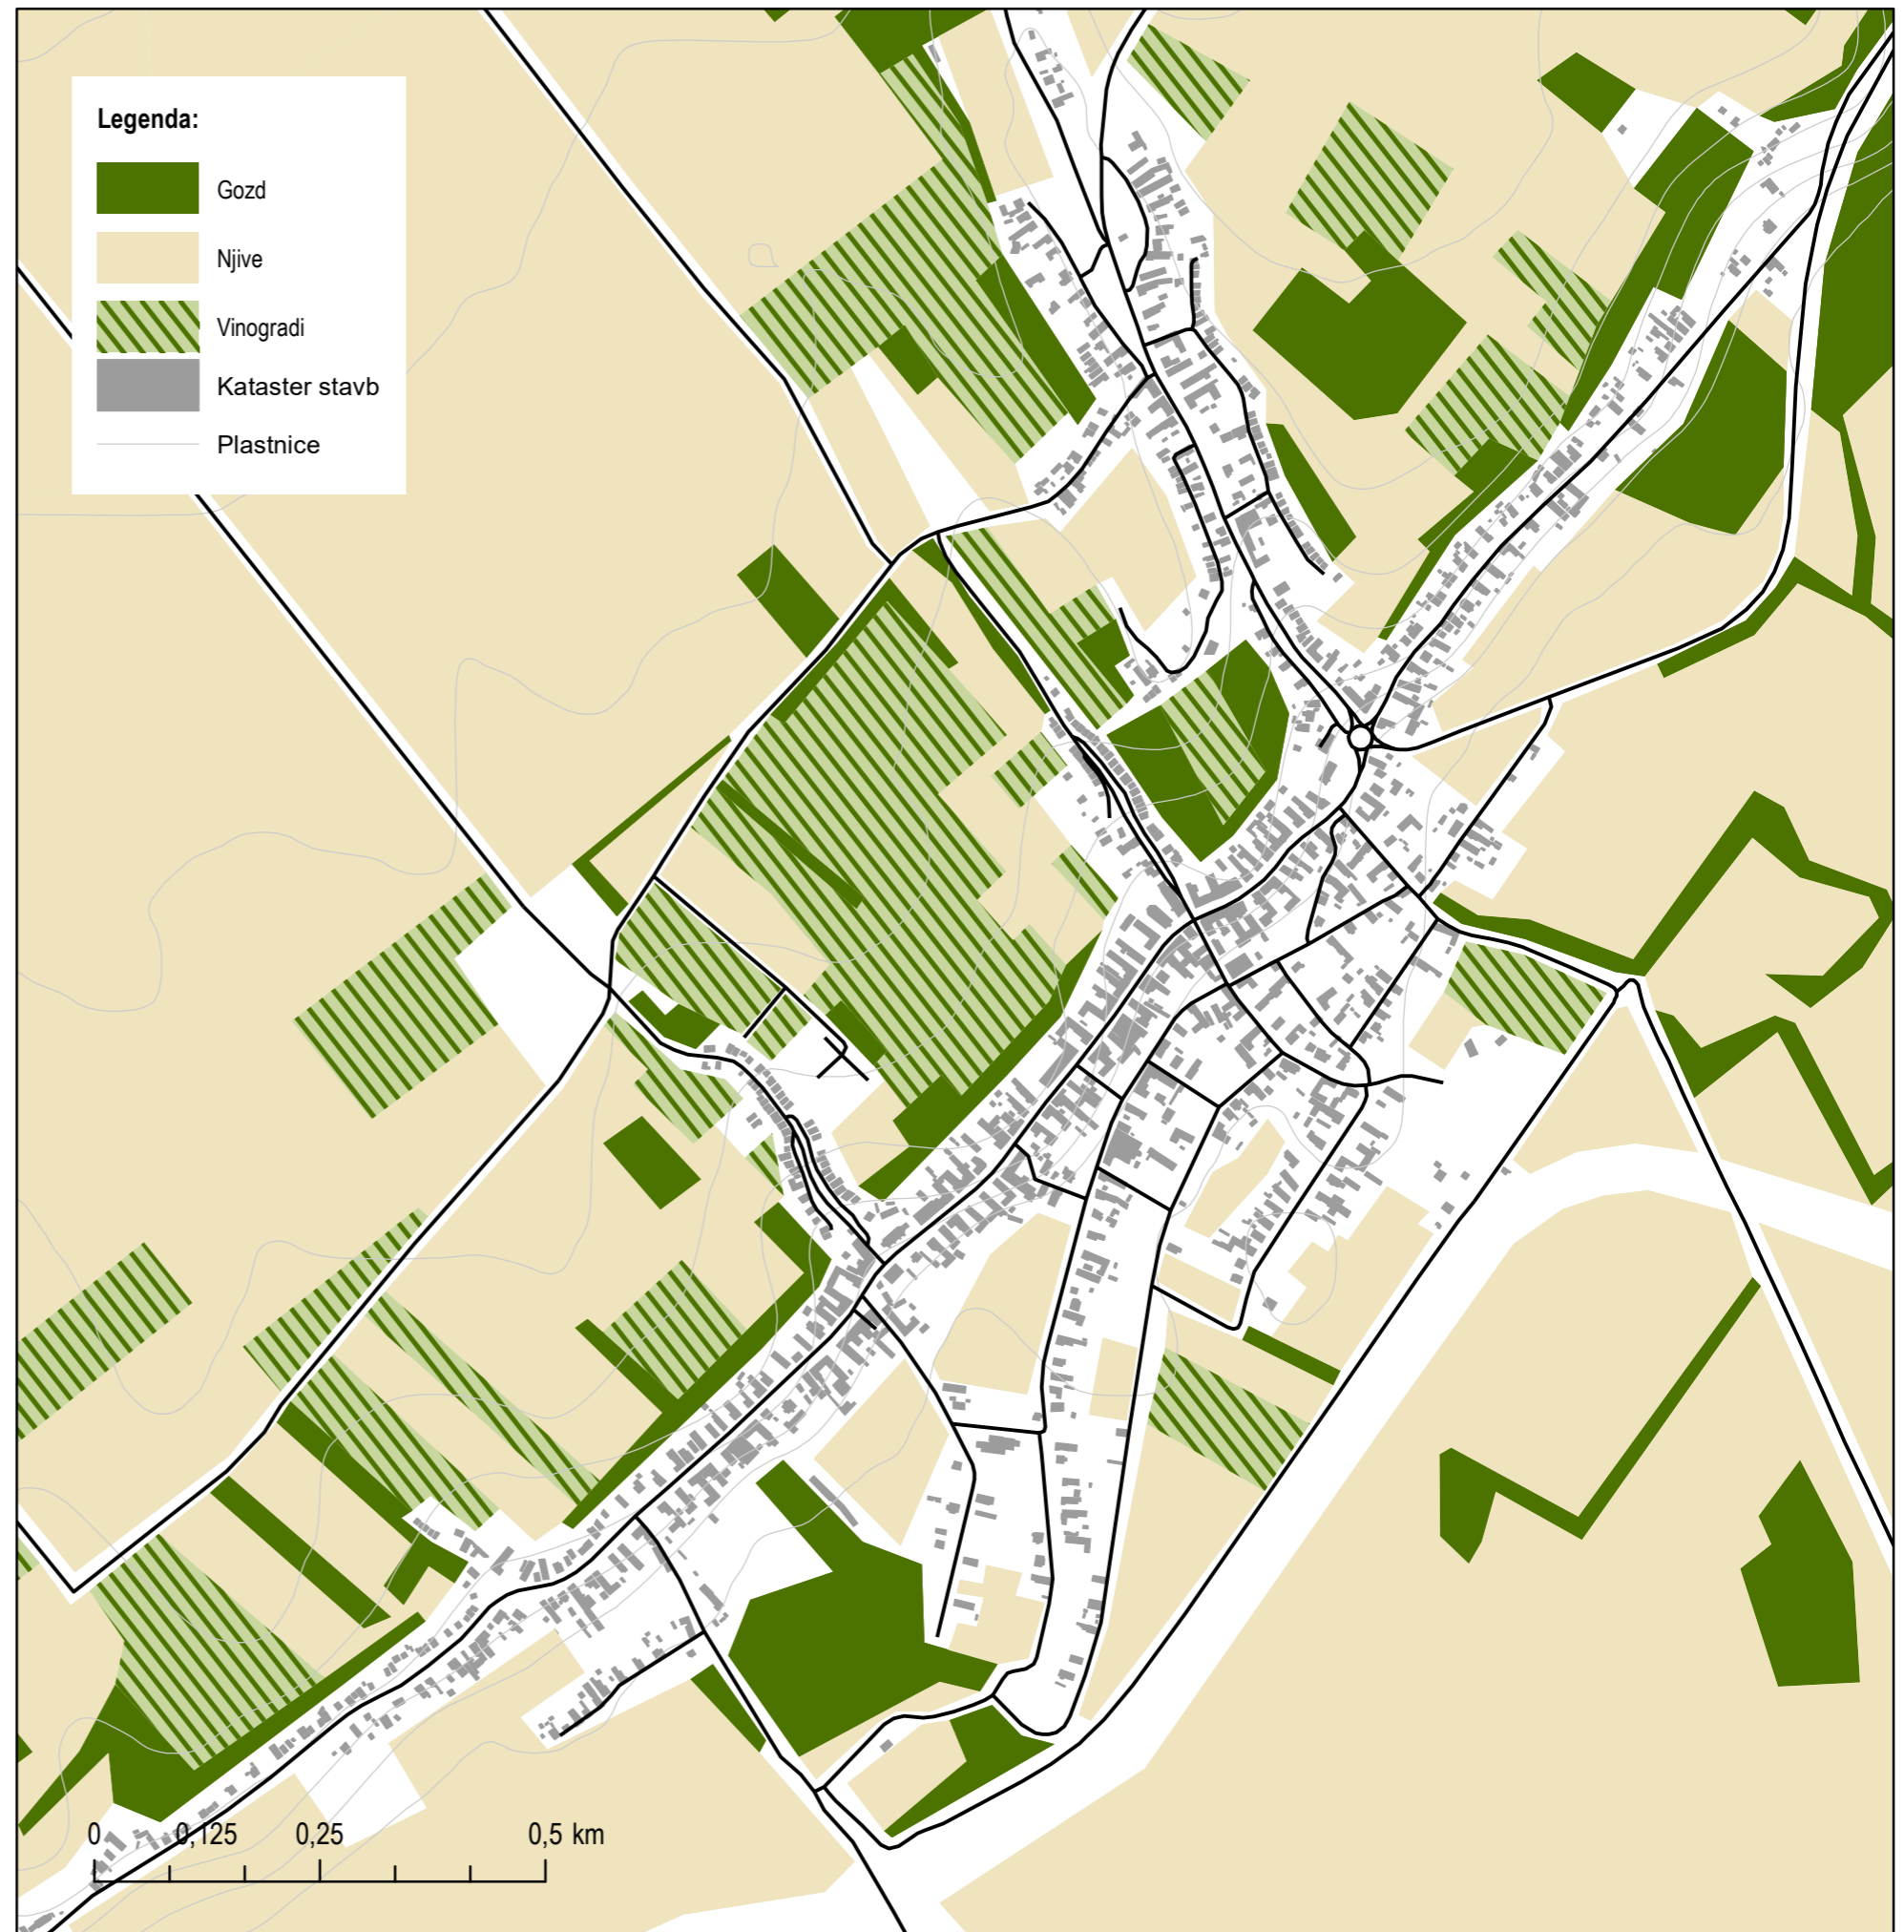 Legenda:
Gozd
Njive
Vinogradi
Kataster stavb
Plastnice
0 0,125 0,25 0,5 km